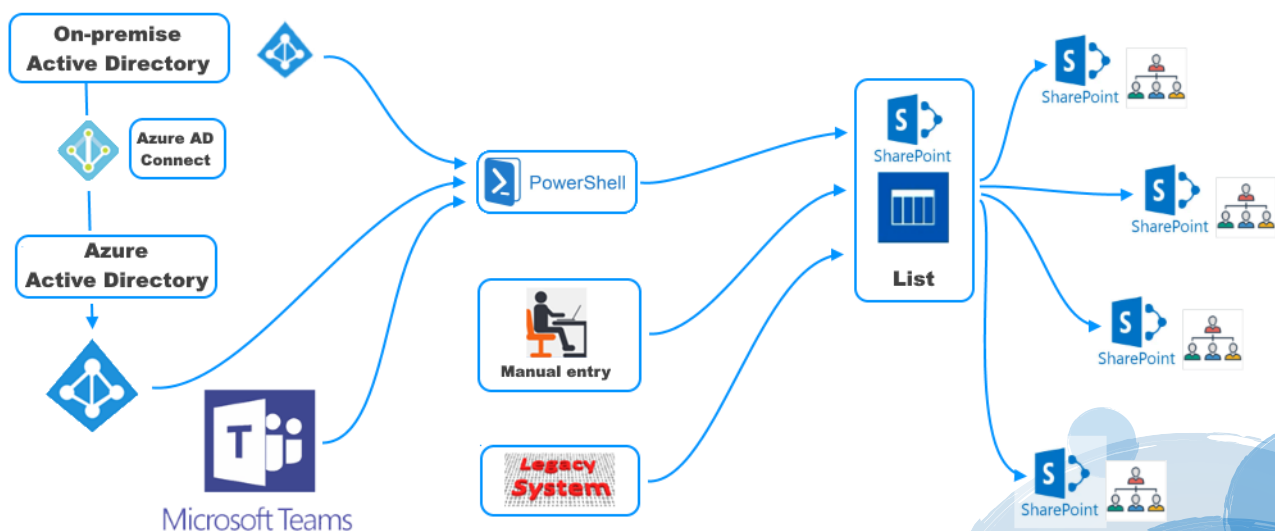 On-premise
Active Directory
Azure AD
Connect
Azure
Active Directory
T
Microsoft Teams
PowerShell
Manual entry
Legacy
System
S
SharePoint
List
S
SharePoint
S
SharePoint
S
SharePoint
S
SharePoint